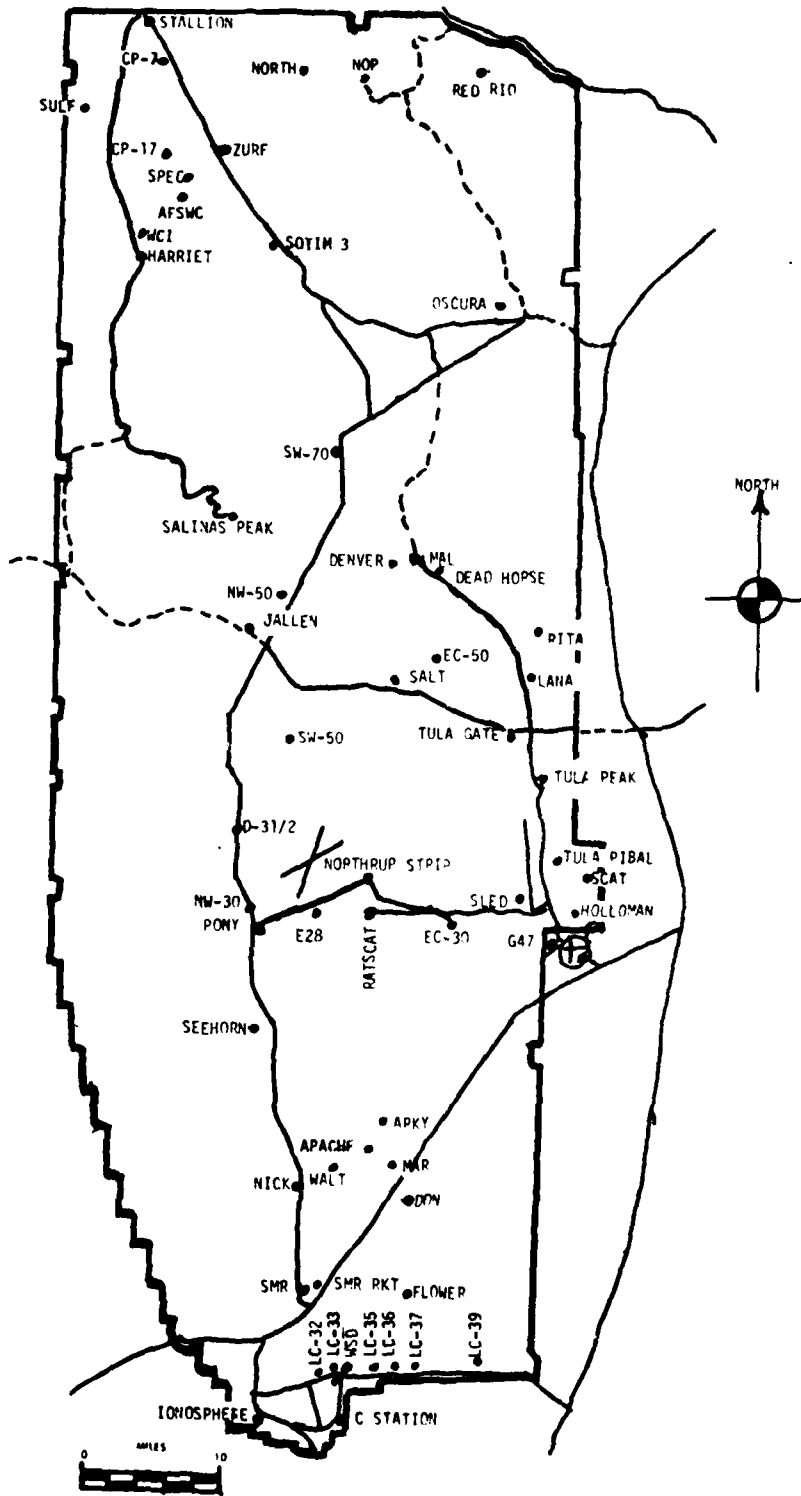 STALLION
CP-7
NORTH
NOP
RED RIO
SULF
CP-17
ZURF
SPEC
AFSWC
WCI
HARRIET
SOTIM 3
OSCURA
SW-70
NORTH
SALINAS PEAK
DENVER
MAL
DEAD HORSE
NW-50
JALLEN
RITA
EC-50
SALT
LANA
SW-50
TULA GATE
TULA PEAK
D-31/2
NORTHRUP STRIP
TULA PIBAL
SCAT
NW-30
SLED
HOLLOMAN
PONY
E28
RATSCAT
EC-30
G47
SEEHORN
APKY
APACHE
MAR
NICK
WALT
DON
SMR
SMR RKT
FLOWER
LC-32
LC-33
WSD
LC-35
LC-36
LC-37
LC-39
IONOSPHERE
C STATION
0 MILES 10